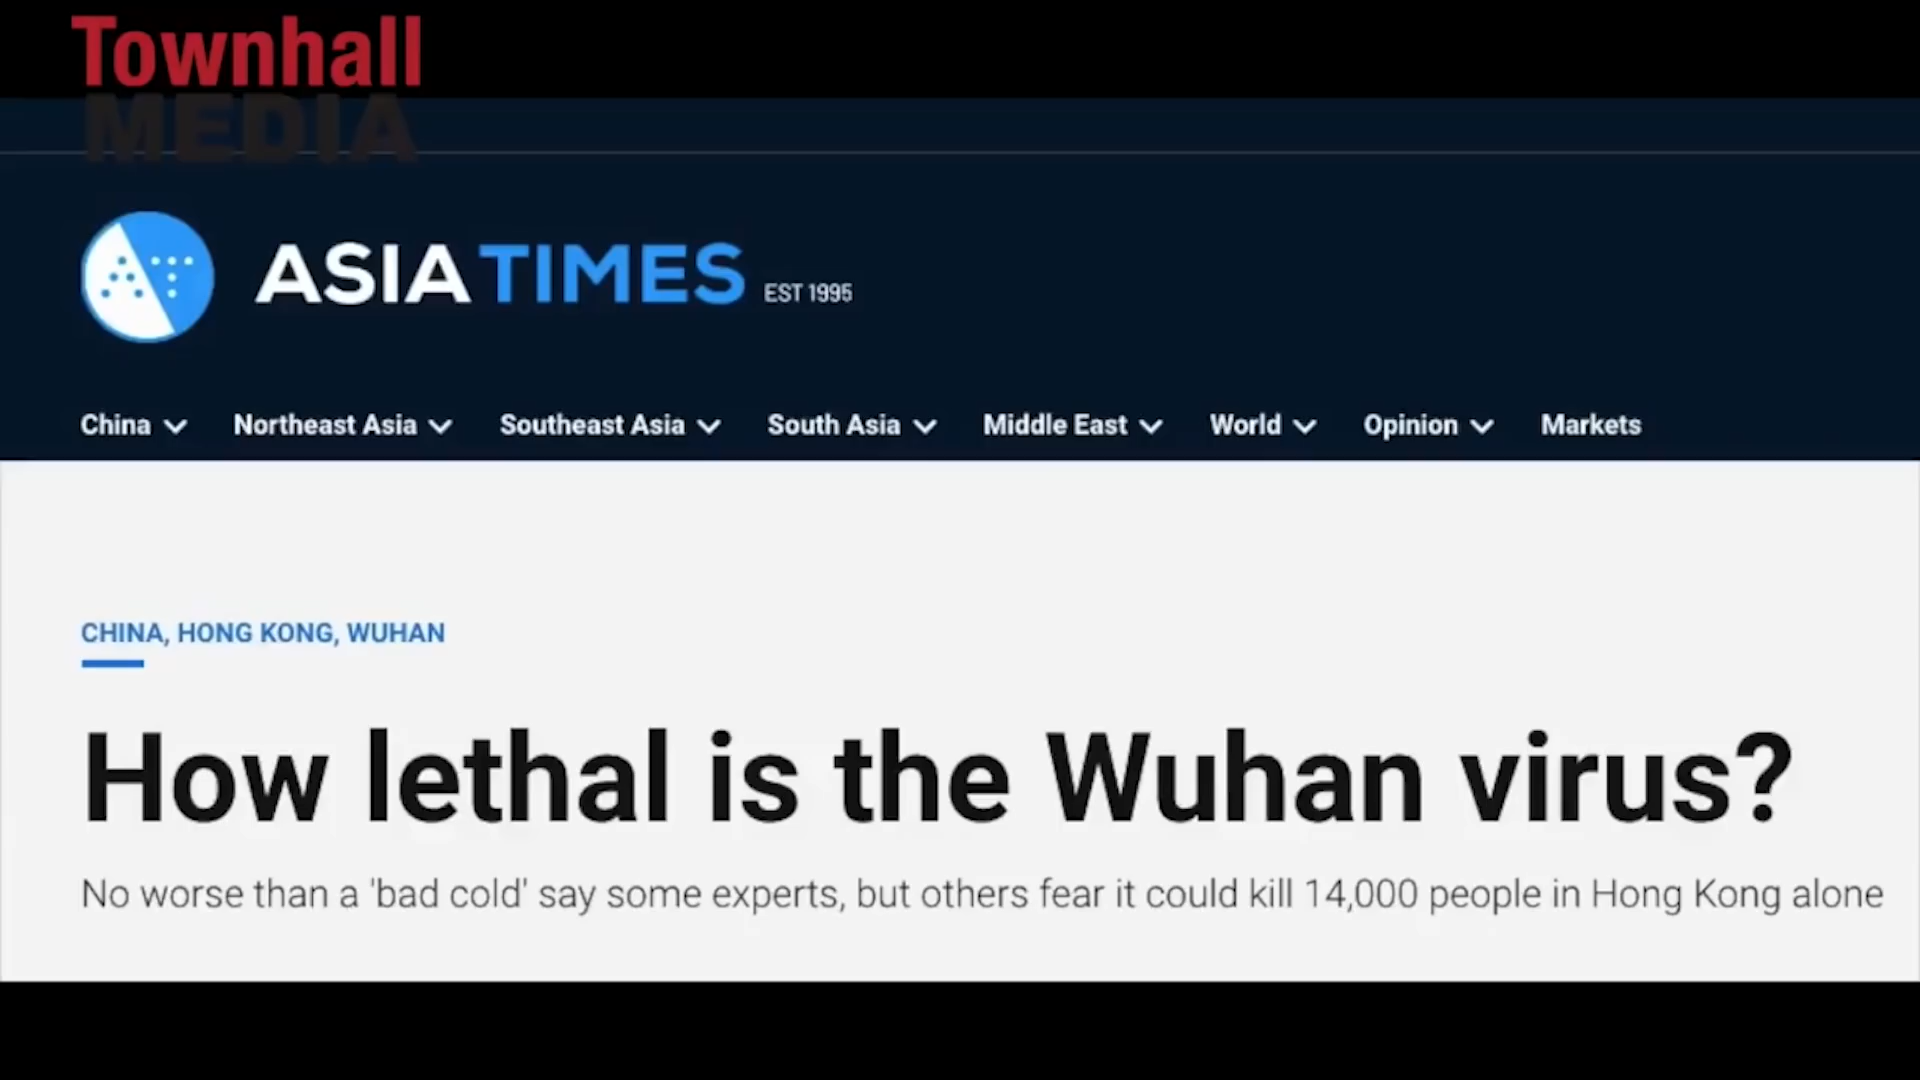 Townhall
MEDIA
ASIA TIMES EST 1995
China Northeast Asia Southeast Asia South Asia Middle East World Opinion Markets
CHINA, HONG KONG, WUHAN
How lethal is the Wuhan virus?
No worse than a 'bad cold' say some experts, but others fear it could kill 14,000 people in Hong Kong alone